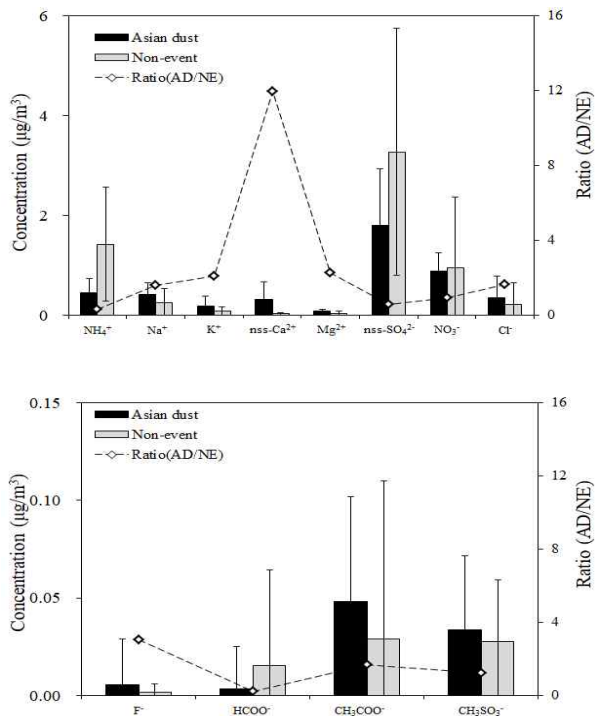 6
16
Asian dust
Non-event
Ratio(AD/NE)
12
4
8
2
4
0
0
Concentration (μg/m³)
Ratio (AD/NE)
NH₄⁺ Na⁺ K⁺ nss-Ca²⁺ Mg²⁺ nss-SO₄²⁻ NO₃⁻ Cl⁻
0.15
16
Asian dust
Non-event
Ratio(AD/NE)
12
0.10
8
0.05
4
0.00
0
Concentration (μg/m³)
Ratio (AD/NE)
F⁻ HCOO⁻ CH₃COO⁻ CH₃SO₃⁻